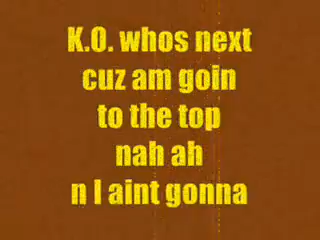 K.O. whos next
cuz am goin
to the top
nah ah
n I aint gonna